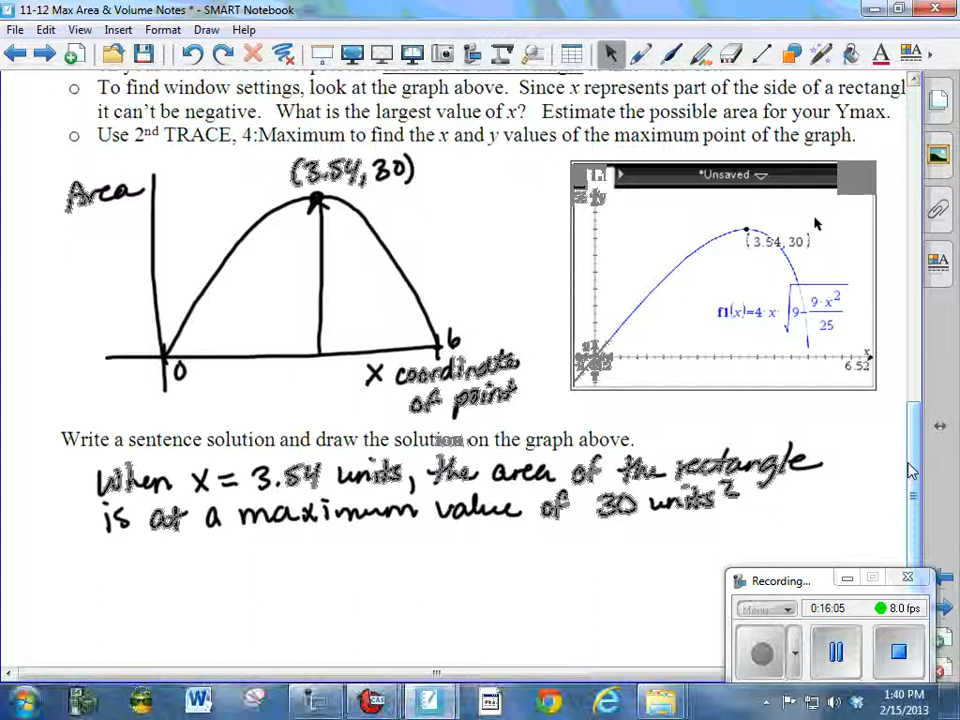 11-12 Max Area & Volume Notes * - SMART Notebook
File Edit View Insert Format Draw Help
o To find window settings, look at the graph above. Since x represents part of the side of a rectangl
it can't be negative. What is the largest value of x? Estimate the possible area for your Ymax.
o Use 2nd TRACE, 4:Maximum to find the x and y values of the maximum point of the graph.
Area
(3.54, 30)
0
6
x coordinate
of point
1.1 *Unsaved
y
(3.54, 30)
f1(x)=4·x·√(9-9·x²/25)
x
6.52
Write a sentence solution and draw the solution on the graph above.
When x = 3.54 units, the area of the rectangle
is at a maximum value of 30 units²
Recording...
Menu 0:16:05 8.0 fps
1:40 PM
2/15/2013